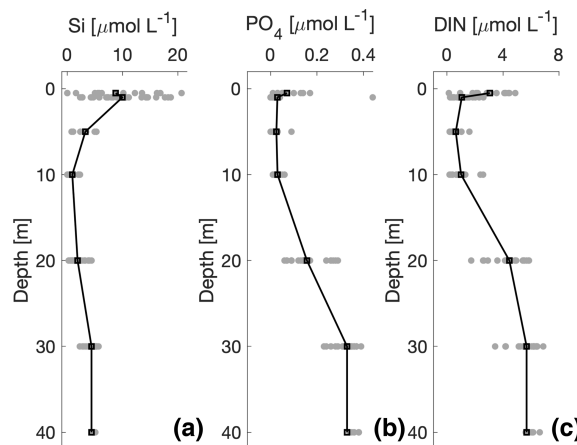 Si [μmol L⁻¹]
0 10 20
0
10
20
30
40
Depth [m]
(a)
PO₄ [μmol L⁻¹]
0 0.2 0.4
0
10
20
30
40
Depth [m]
(b)
DIN [μmol L⁻¹]
0 4 8
0
10
20
30
40
Depth [m]
(c)